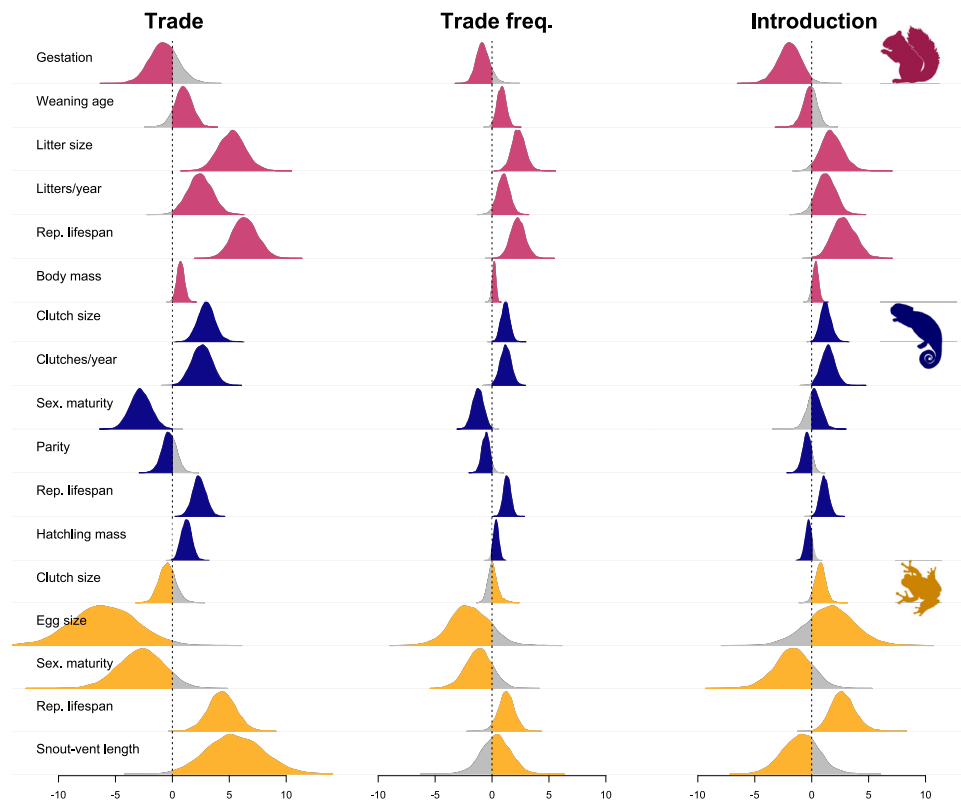 Trade Trade freq. Introduction
Gestation
Weaning age
Litter size
Litters/year
Rep. lifespan
Body mass
Clutch size
Clutches/year
Sex. maturity
Parity
Rep. lifespan
Hatchling mass
Clutch size
Egg size
Sex. maturity
Rep. lifespan
Snout-vent length
-10 -5 0 5 10 -10 -5 0 5 10 -10 -5 0 5 10